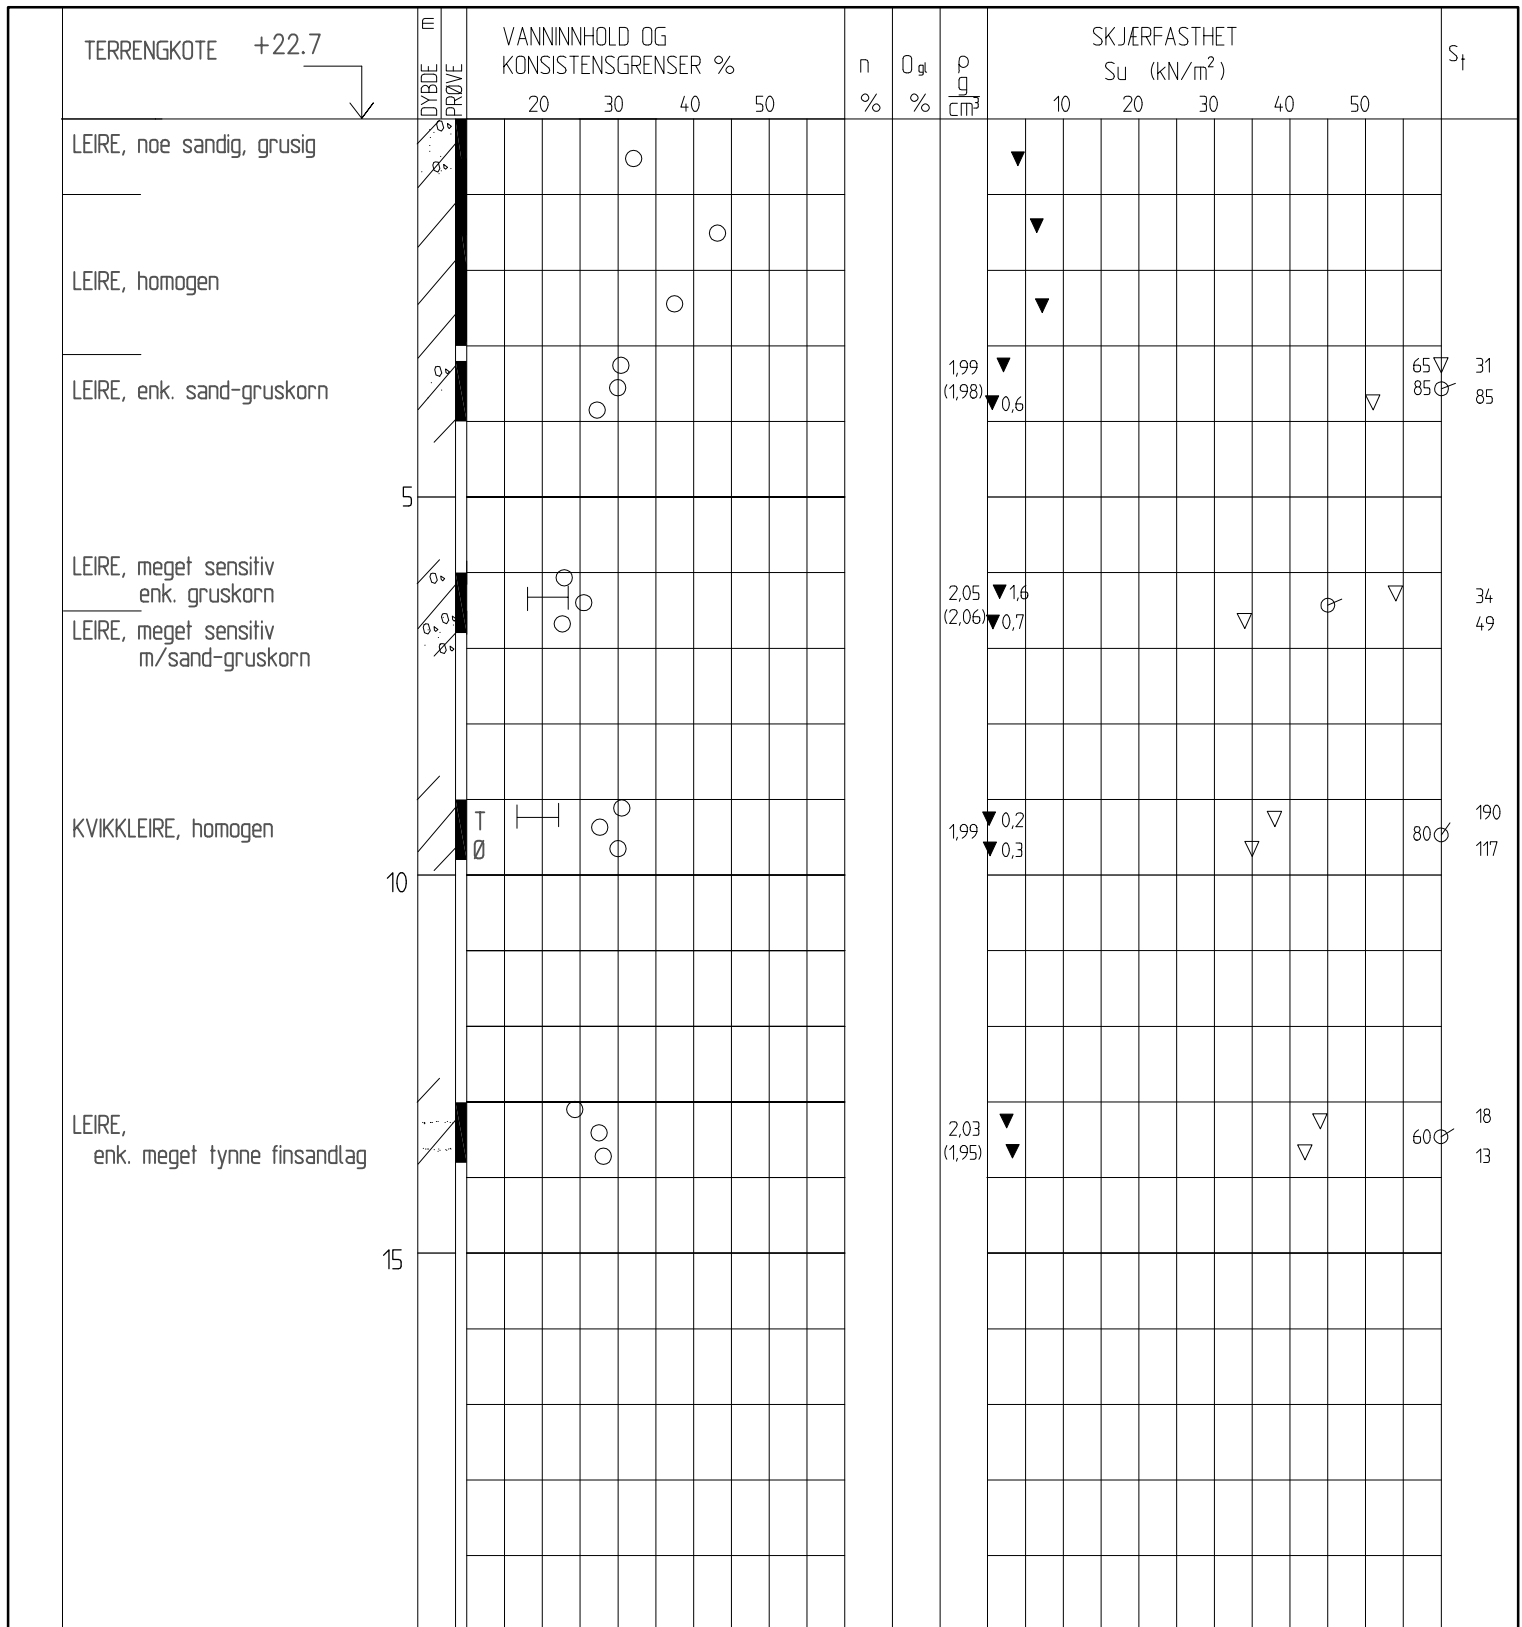 TERRENGKOTE +22.7
m
DYBDE
PRØVE
VANNINNHOLD OG
KONSISTENSGRENSER %
20 30 40 50
n
%
O gl
%
ρ
g
cm³
SKJÆRFASTHET
Su (kN/m²)
10 20 30 40 50
St
LEIRE, noe sandig, grusig
LEIRE, homogen
LEIRE, enk. sand-gruskorn
1,99
(1,98)
0,6
65
85
31
85
5
LEIRE, meget sensitiv
enk. gruskorn
LEIRE, meget sensitiv
m/sand-gruskorn
2,05
(2,06)
1,6
0,7
34
49
KVIKKLEIRE, homogen
T
Ø
1,99
0,2
0,3
80
190
117
10
LEIRE,
enk. meget tynne finsandlag
2,03
(1,95)
60
18
13
15